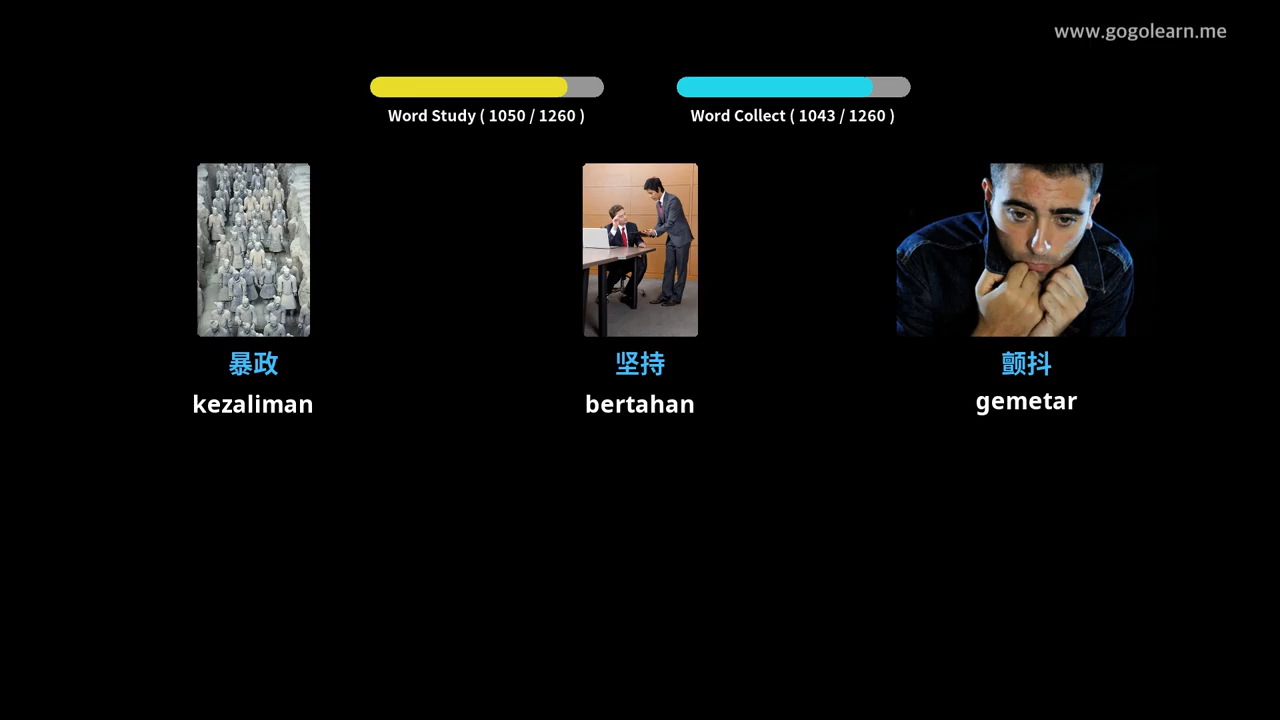 www.gogolearn.me
Word Study ( 1050 / 1260 )
Word Collect ( 1043 / 1260 )
暴政
坚持
颤抖
kezaliman
bertahan
gemetar